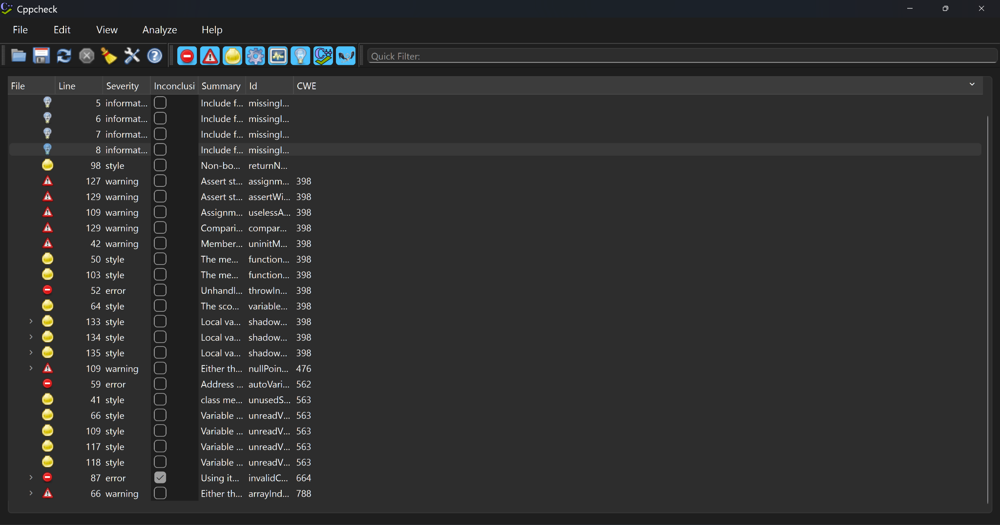 Cppcheck
File Edit View Analyze Help
Quick Filter:
File Line Severity Inconclusi Summary Id CWE
5 informat... Include f... missingI...
6 informat... Include f... missingI...
7 informat... Include f... missingI...
8 informat... Include f... missingI...
98 style Non-bo... returnN...
127 warning Assert st... assignm... 398
129 warning Assert st... assertWi... 398
109 warning Assignm... uselessA... 398
129 warning Compari... compar... 398
42 warning Member... uninitM... 398
50 style The me... function... 398
103 style The me... function... 398
52 error Unhandl... throwIn... 398
64 style The sco... variable... 398
133 style Local va... shadow... 398
134 style Local va... shadow... 398
135 style Local va... shadow... 398
109 warning Either th... nullPoin... 476
59 error Address ... autoVari... 562
41 style class me... unusedS... 563
66 style Variable ... unreadV... 563
109 style Variable ... unreadV... 563
117 style Variable ... unreadV... 563
118 style Variable ... unreadV... 563
87 error Using it... invalidC... 664
66 warning Either th... arrayInd... 788